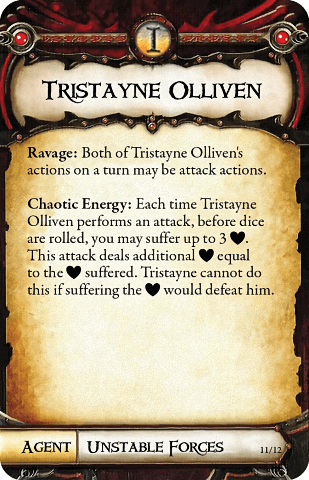 I
Tristayne Olliven
Ravage: Both of Tristayne Olliven's
actions on a turn may be attack actions.
Chaotic Energy: Each time Tristayne
Olliven performs an attack, before dice
are rolled, you may suffer up to 3 ♥.
This attack deals additional ♥ equal
to the ♥ suffered. Tristayne cannot do
this if suffering the ♥ would defeat him.
Agent Unstable Forces 11/12